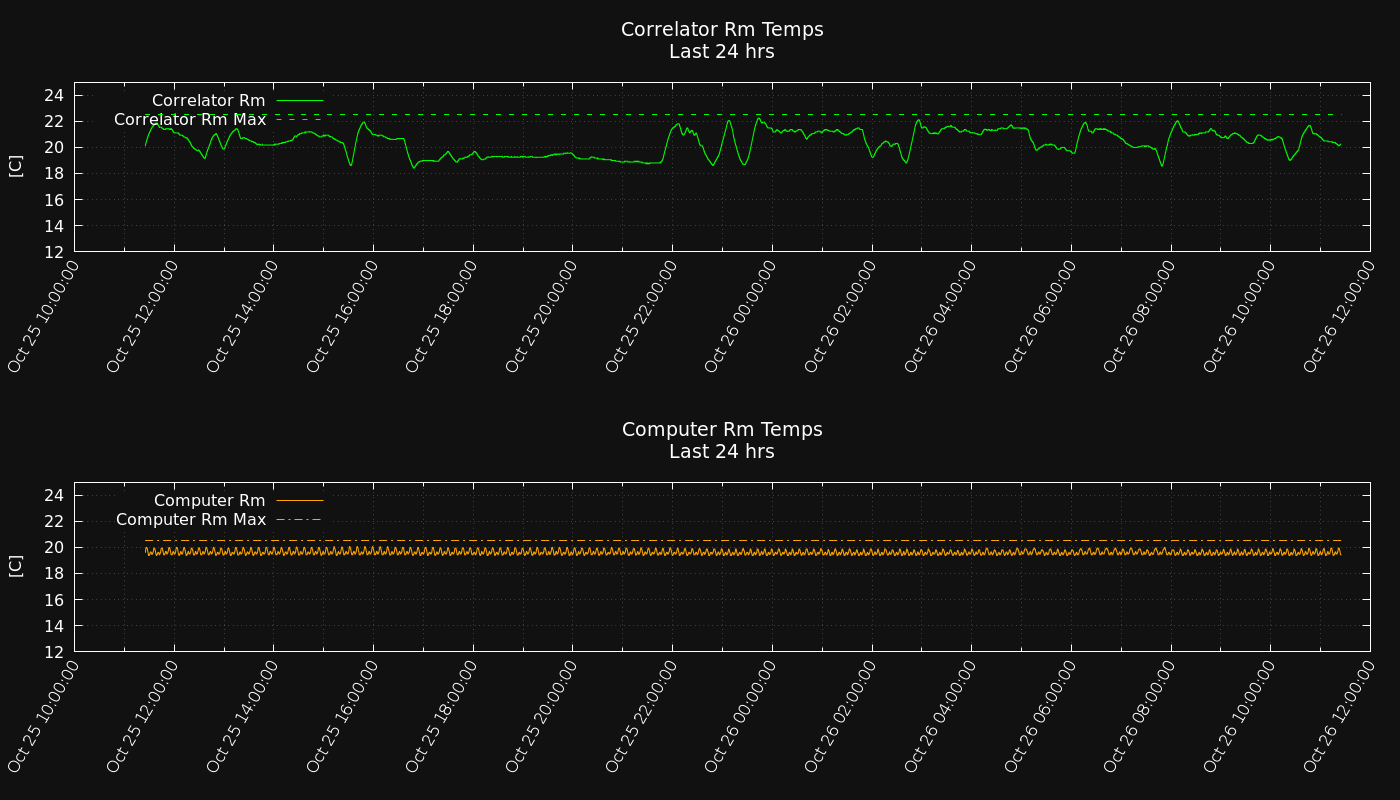 Correlator Rm Temps
Last 24 hrs
Correlator Rm
Correlator Rm Max
[C]
24
22
20
18
16
14
12
Oct 25 10:00:00
Oct 25 12:00:00
Oct 25 14:00:00
Oct 25 16:00:00
Oct 25 18:00:00
Oct 25 20:00:00
Oct 25 22:00:00
Oct 26 00:00:00
Oct 26 02:00:00
Oct 26 04:00:00
Oct 26 06:00:00
Oct 26 08:00:00
Oct 26 10:00:00
Oct 26 12:00:00
Computer Rm Temps
Last 24 hrs
Computer Rm
Computer Rm Max
[C]
24
22
20
18
16
14
12
Oct 25 10:00:00
Oct 25 12:00:00
Oct 25 14:00:00
Oct 25 16:00:00
Oct 25 18:00:00
Oct 25 20:00:00
Oct 25 22:00:00
Oct 26 00:00:00
Oct 26 02:00:00
Oct 26 04:00:00
Oct 26 06:00:00
Oct 26 08:00:00
Oct 26 10:00:00
Oct 26 12:00:00